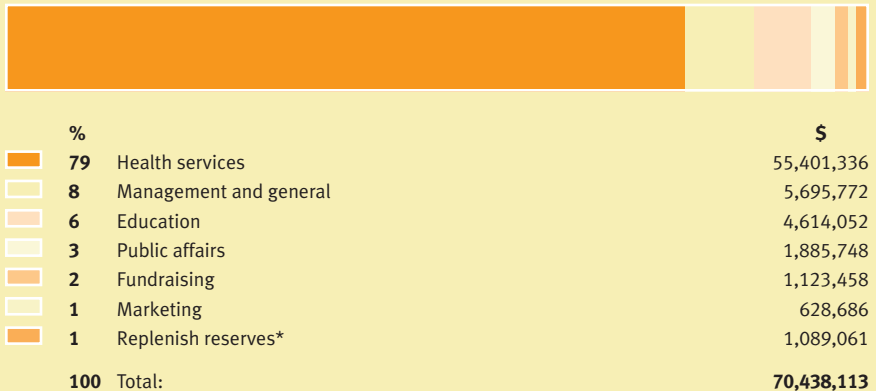 % $
79 Health services 55,401,336
8 Management and general 5,695,772
6 Education 4,614,052
3 Public affairs 1,885,748
2 Fundraising 1,123,458
1 Marketing 628,686
1 Replenish reserves* 1,089,061
100 Total: 70,438,113